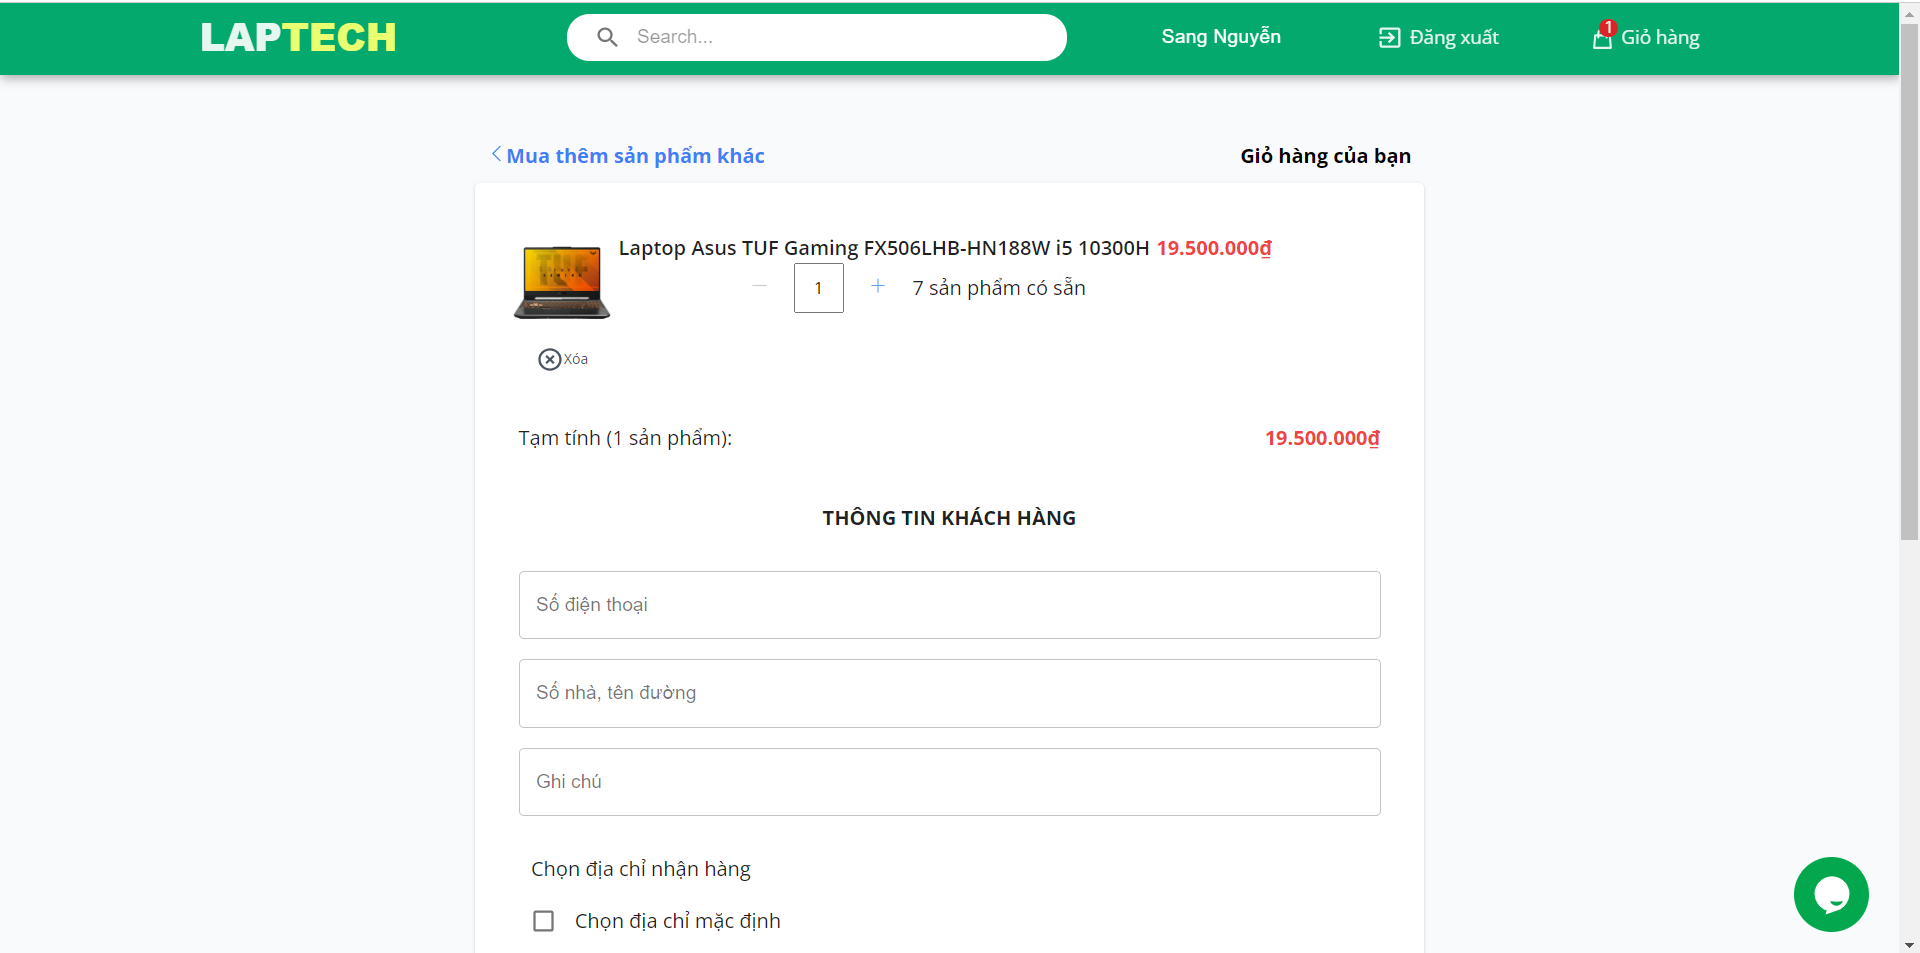 LAPTECH
Search...
Sang Nguyễn
Đăng xuất
1
Giỏ hàng
Mua thêm sản phẩm khác
Giỏ hàng của bạn
Laptop Asus TUF Gaming FX506LHB-HN188W i5 10300H 19.500.000₫
1
7 sản phẩm có sẵn
Xóa
Tạm tính (1 sản phẩm):
19.500.000₫
THÔNG TIN KHÁCH HÀNG
Số điện thoại
Số nhà, tên đường
Ghi chú
Chọn địa chỉ nhận hàng
Chọn địa chỉ mặc định